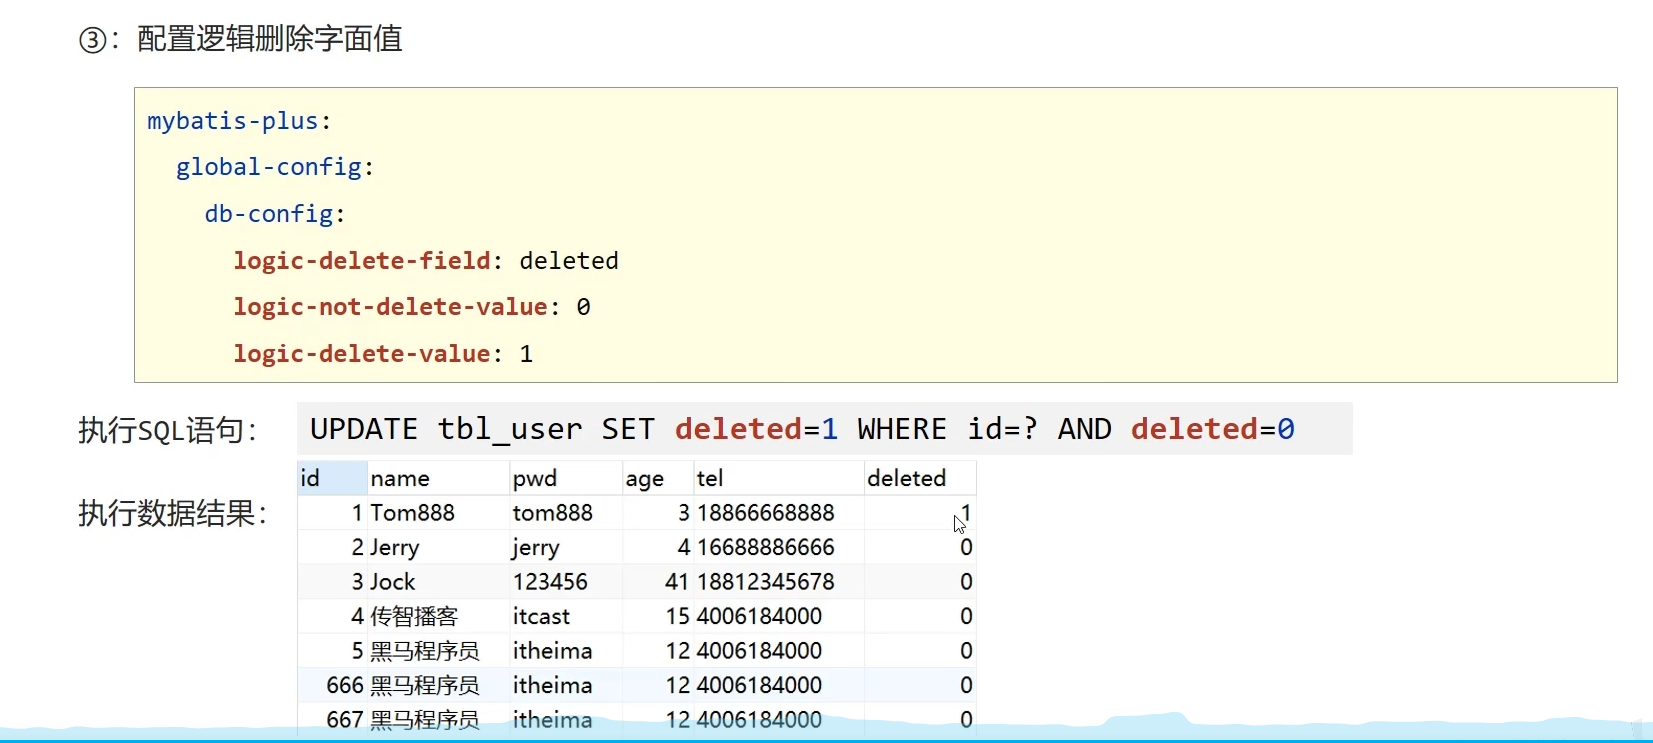 ③：配置逻辑删除字面值
mybatis-plus:
global-config:
db-config:
logic-delete-field: deleted
logic-not-delete-value: 0
logic-delete-value: 1
执行SQL语句：  UPDATE tbl_user SET deleted=1 WHERE id=? AND deleted=0
执行数据结果：
id name pwd age tel deleted
1 Tom888 tom888 3 18866668888 1
2 Jerry jerry 4 16688886666 0
3 Jock 123456 41 18812345678 0
4 传智播客 itcast 15 4006184000 0
5 黑马程序员 itheima 12 4006184000 0
666 黑马程序员 itheima 12 4006184000 0
667 黑马程序员 itheima 12 4006184000 0